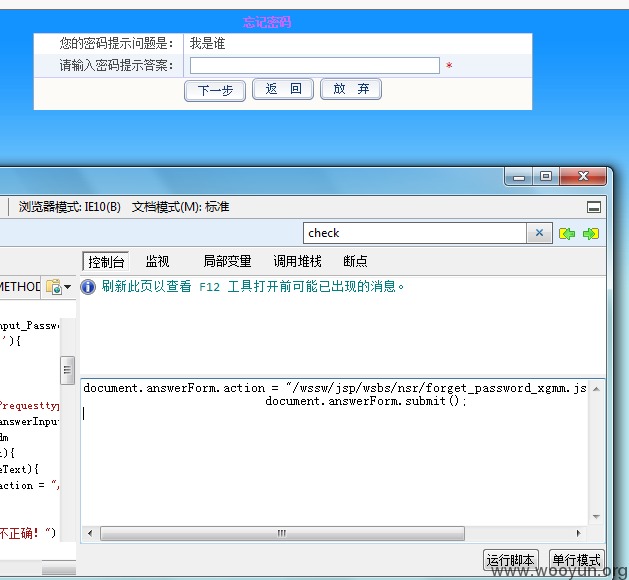 忘记密码
您的密码提示问题是： 我是谁
请输入密码提示答案： *
下一步 返 回 放 弃
浏览器模式: IE10(B) 文档模式(M): 标准
check
控制台 监视 局部变量 调用堆栈 断点
METHOD
刷新此页以查看 F12 工具打开前可能已出现的消息。
nput_Passw
'){
Prequesttyp
answerInpu
dm
t){
eText){
action = "/
不正确! ")
document.answerForm.action = "/wssw/jsp/wsbs/nsr/forget_password_xgmm.js
document.answerForm.submit();
运行脚本 单行模式
www.wooyun.org